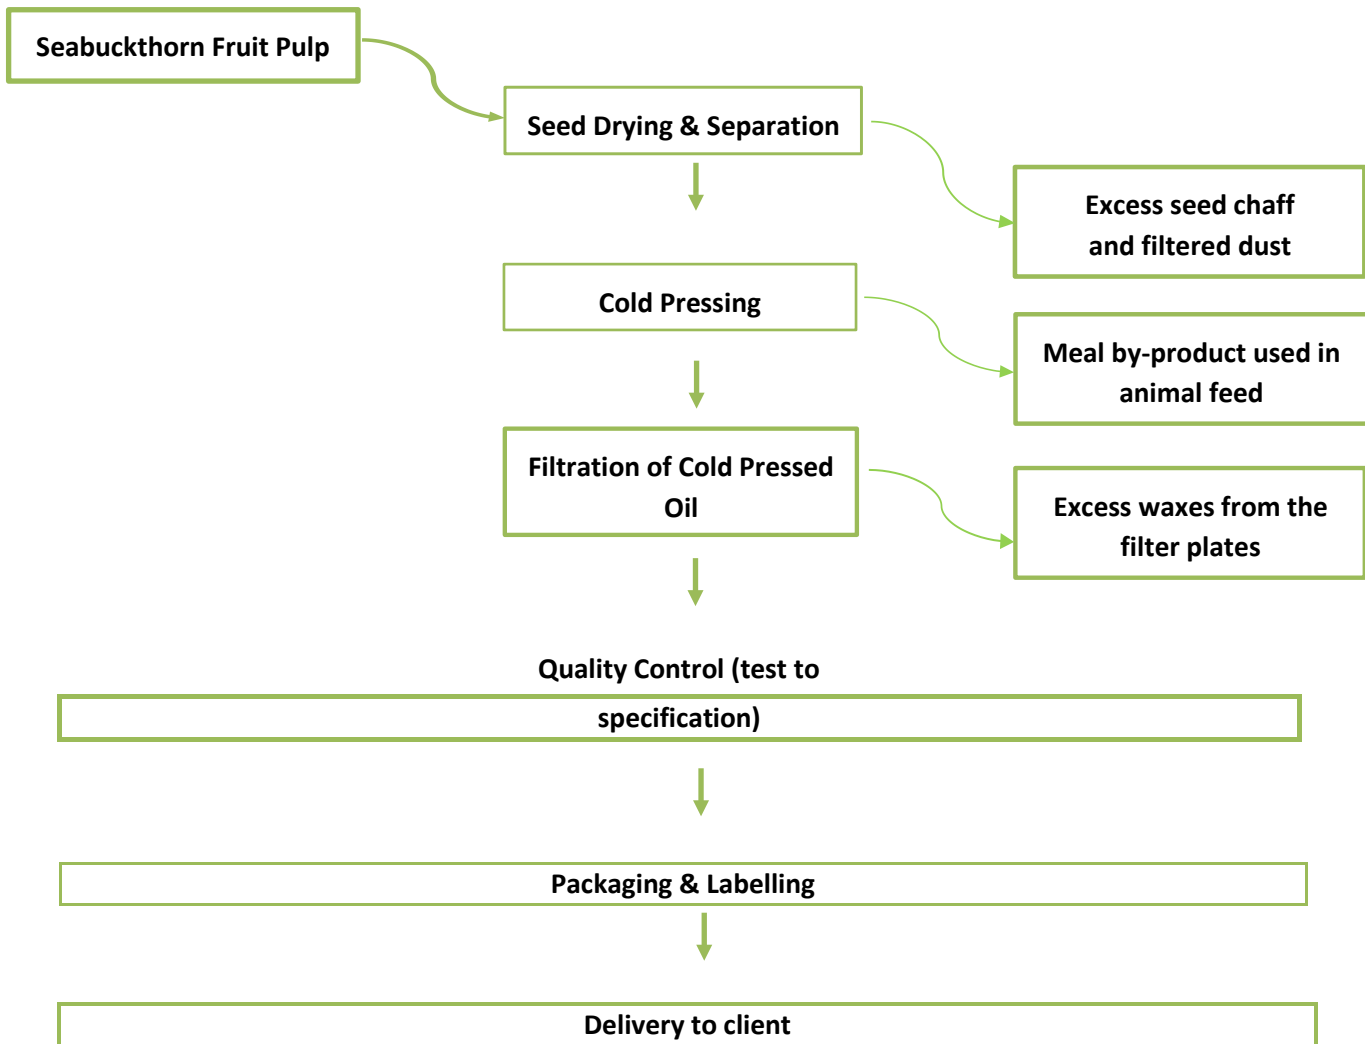 Seabuckthorn Fruit Pulp
Seed Drying & Separation
Excess seed chaff
and filtered dust
Cold Pressing
Meal by-product used in
animal feed
Filtration of Cold Pressed
Oil
Excess waxes from the
filter plates
Quality Control (test to
specification)
Packaging & Labelling
Delivery to client